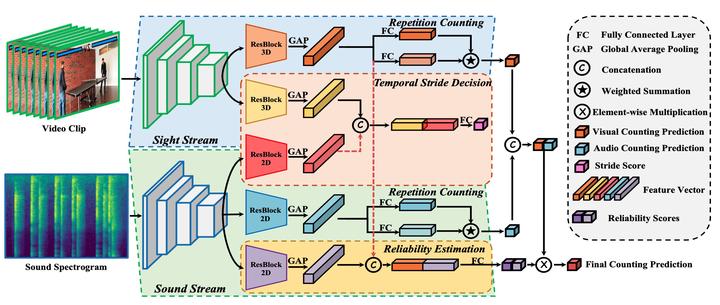 Repetition Counting
ResBlock
3D
GAP
FC
FC
Video Clip
Sight Stream
Temporal Stride Decision
ResBlock
3D
GAP
C
FC
ResBlock
2D
GAP
C
Repetition Counting
ResBlock
2D
GAP
FC
FC
Sound Spectrogram
Sound Stream
Reliability Estimation
ResBlock
2D
GAP
C
FC
Final Counting Prediction
FC Fully Connected Layer
GAP Global Average Pooling
C Concatenation
Weighted Summation
Element-wise Multiplication
Visual Counting Prediction
Audio Counting Prediction
Stride Score
Feature Vector
Reliability Scores